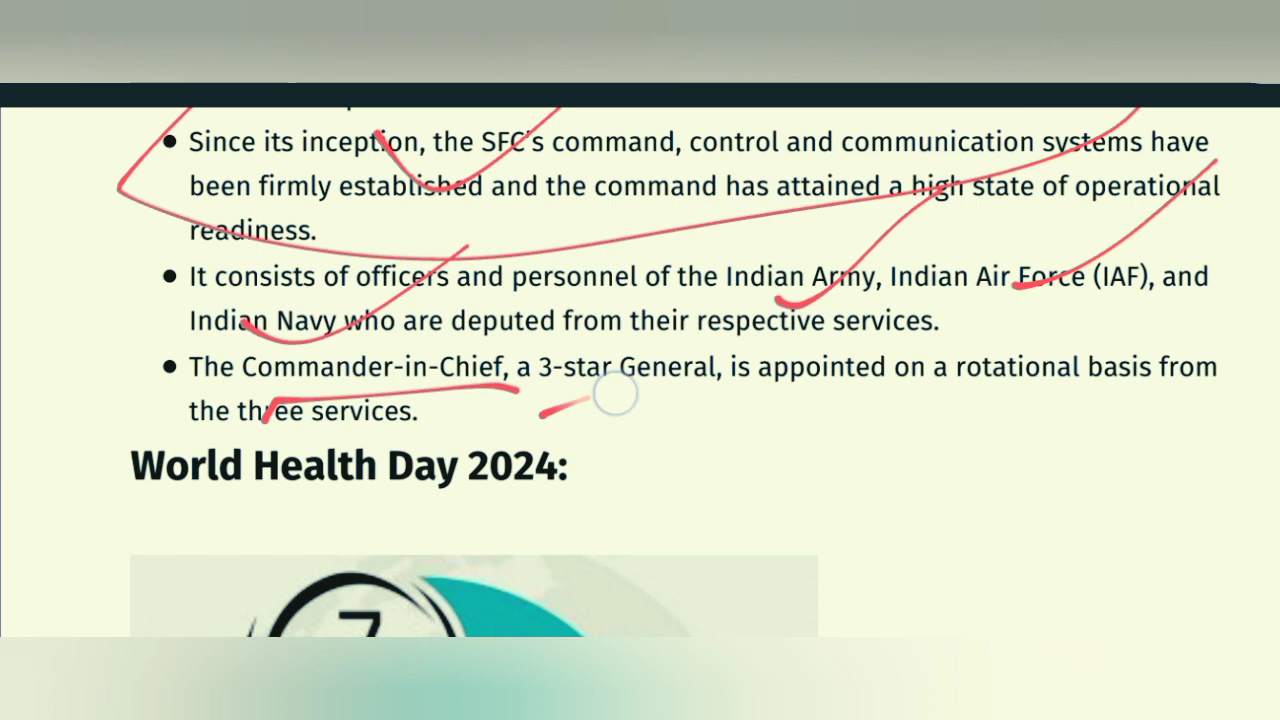 ● Since its inception, the SFC's command, control and communication systems have
been firmly established and the command has attained a high state of operational
readiness.
● It consists of officers and personnel of the Indian Army, Indian Air Force (IAF), and
Indian Navy who are deputed from their respective services.
● The Commander-in-Chief, a 3-star General, is appointed on a rotational basis from
the three services.
World Health Day 2024:
7